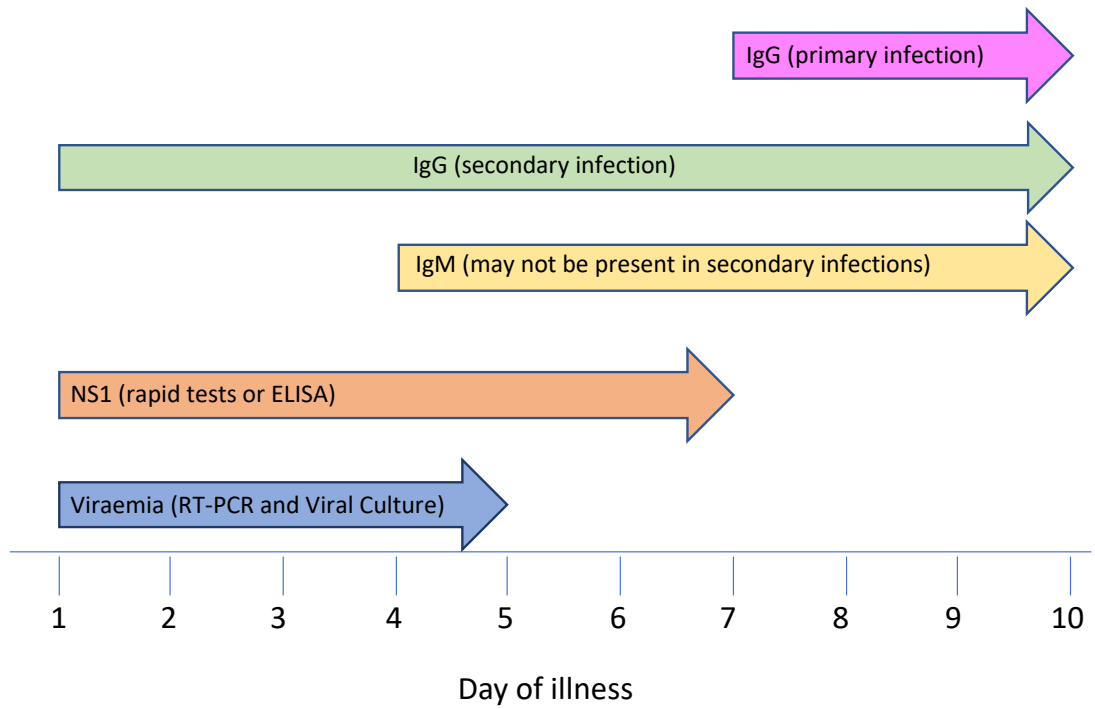 IgG (primary infection)
IgG (secondary infection)
IgM (may not be present in secondary infections)
NS1 (rapid tests or ELISA)
Viraemia (RT-PCR and Viral Culture)
1 2 3 4 5 6 7 8 9 10
Day of illness